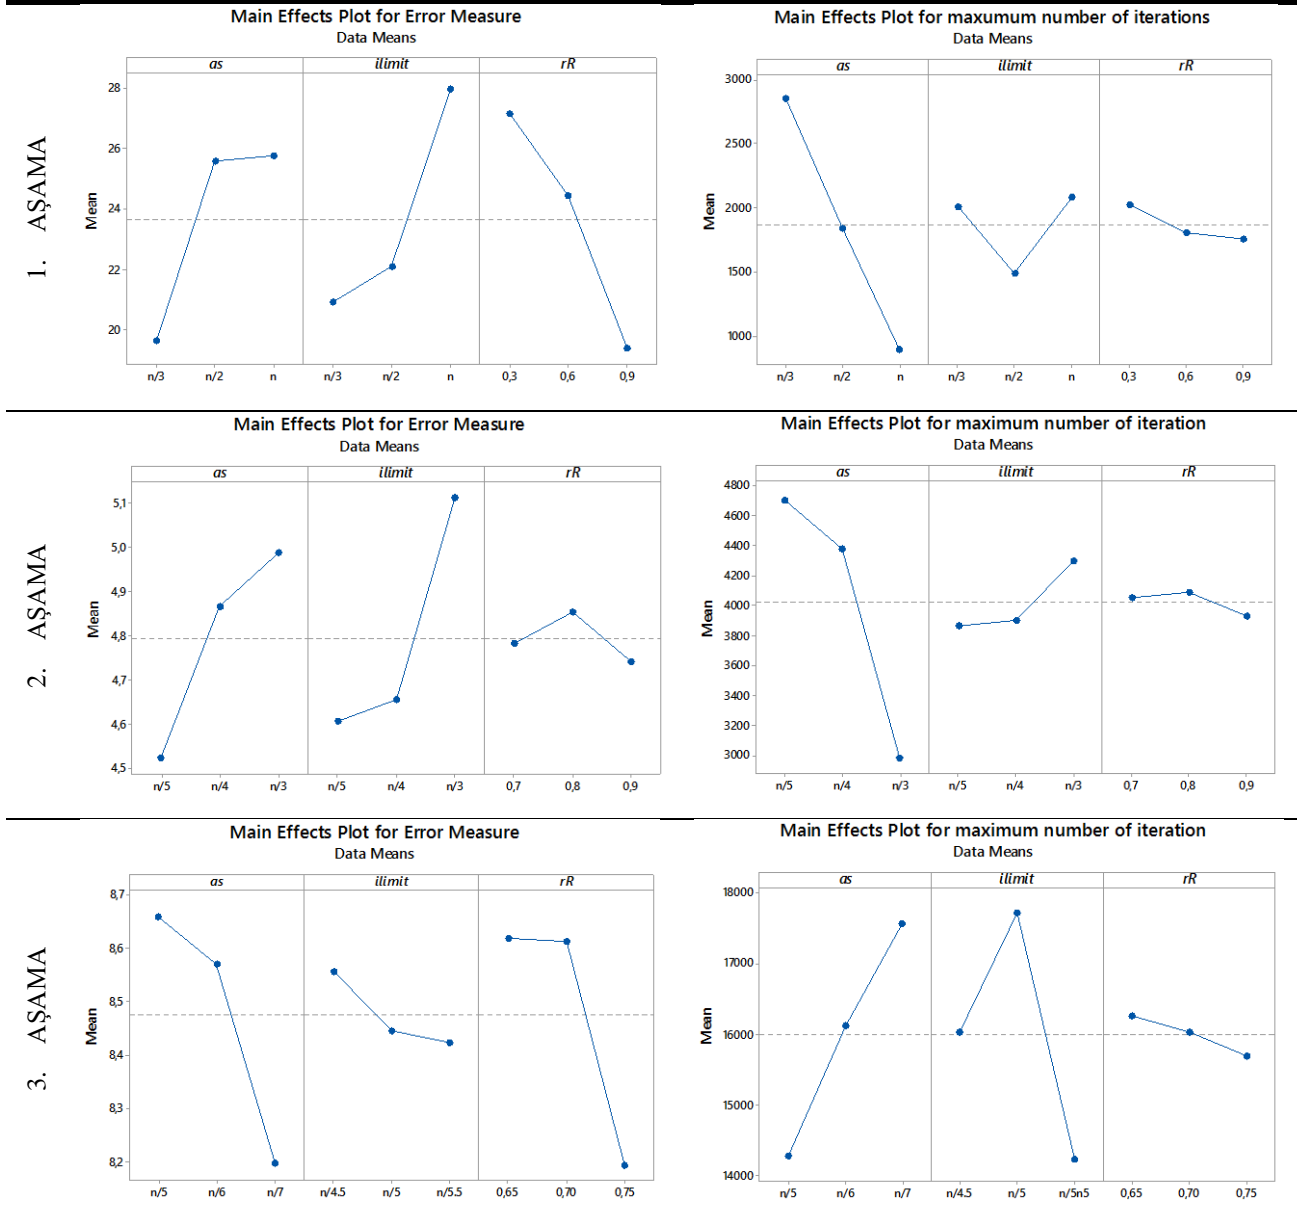 1. AŞAMA
Main Effects Plot for Error Measure
Data Means
as ilimit rR
Mean
28
26
24
22
20
n/3 n/2 n n/3 n/2 n 0,3 0,6 0,9
Main Effects Plot for maxumum number of iterations
Data Means
as ilimit rR
Mean
3000
2500
2000
1500
1000
n/3 n/2 n n/3 n/2 n 0,3 0,6 0,9
2. AŞAMA
Main Effects Plot for Error Measure
Data Means
as ilimit rR
Mean
5,1
5,0
4,9
4,8
4,7
4,6
4,5
n/5 n/4 n/3 n/5 n/4 n/3 0,7 0,8 0,9
Main Effects Plot for maximum number of iteration
Data Means
as ilimit rR
Mean
4800
4600
4400
4200
4000
3800
3600
3400
3200
3000
n/5 n/4 n/3 n/5 n/4 n/3 0,7 0,8 0,9
3. AŞAMA
Main Effects Plot for Error Measure
Data Means
as ilimit rR
Mean
8,7
8,6
8,5
8,4
8,3
8,2
n/5 n/6 n/7 n/4.5 n/5 n/5.5 0,65 0,70 0,75
Main Effects Plot for maximum number of iteration
Data Means
as ilimit rR
Mean
18000
17000
16000
15000
14000
n/5 n/6 n/7 n/4.5 n/5 n/5n5 0,65 0,70 0,75